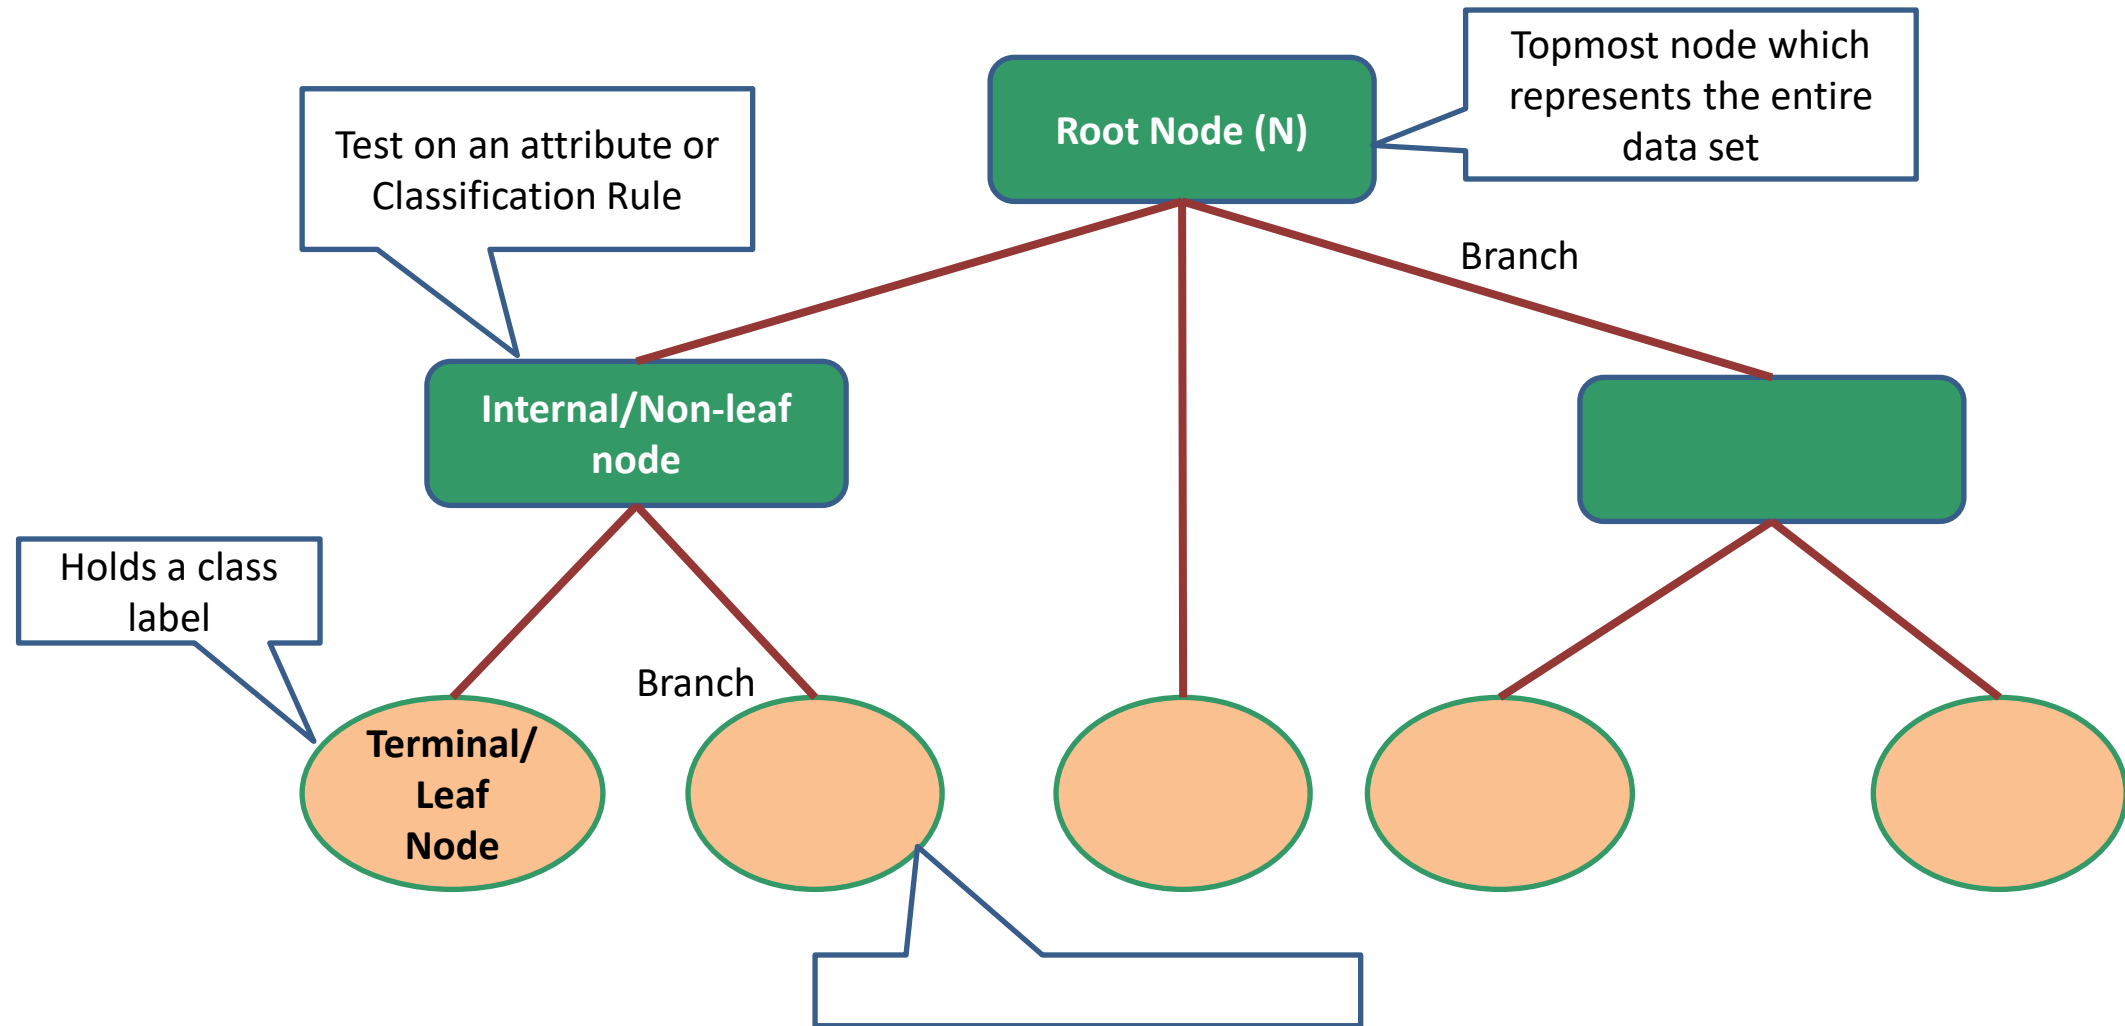 Topmost node which
represents the entire
data set
Root Node (N)
Test on an attribute or
Classification Rule
Branch
Internal/Non-leaf
node
Holds a class
label
Branch
Terminal/
Leaf
Node